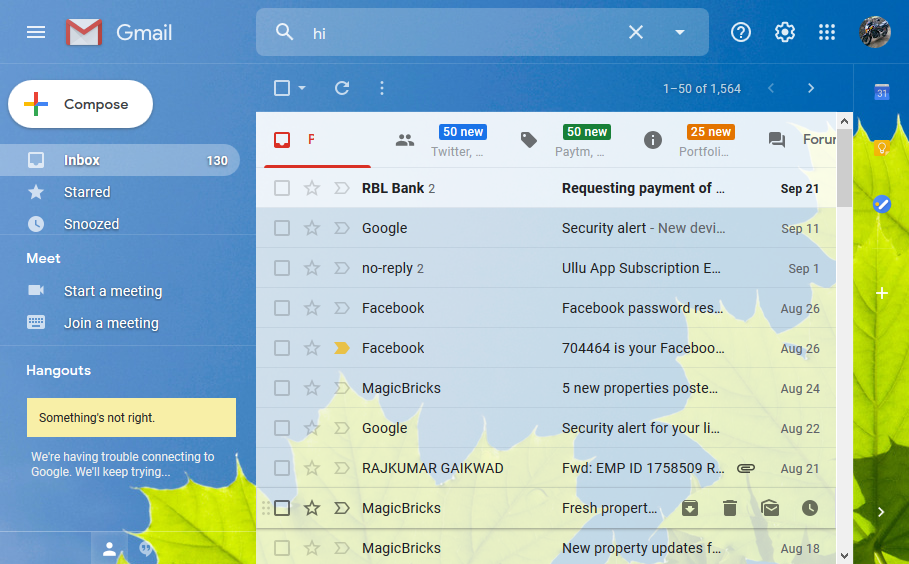 Gmail
hi
Compose
1–50 of 1,564
31
Inbox 130
Starred
Snoozed
Meet
Start a meeting
Join a meeting
Hangouts
Something's not right.
We're having trouble connecting to
Google. We'll keep trying...
50 new
Twitter, ...
50 new
Paytm, ...
25 new
Portfoli...
RBL Bank 2 Requesting payment of ... Sep 21
Google Security alert - New devi... Sep 11
no-reply 2 Ullu App Subscription E... Sep 1
Facebook Facebook password res... Aug 26
Facebook 704464 is your Faceboo... Aug 26
MagicBricks 5 new properties poste... Aug 24
Google Security alert for your li... Aug 22
RAJKUMAR GAIKWAD Fwd: EMP ID 1758509 R... Aug 21
MagicBricks Fresh propert...
MagicBricks New property updates f... Aug 18